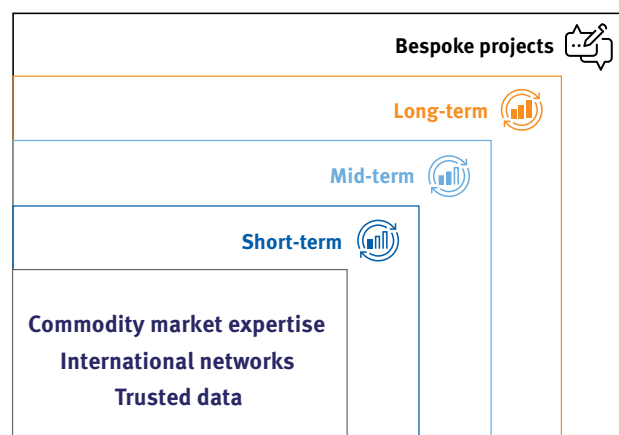 Bespoke projects
Long-term
Mid-term
Short-term
Commodity market expertise
International networks
Trusted data